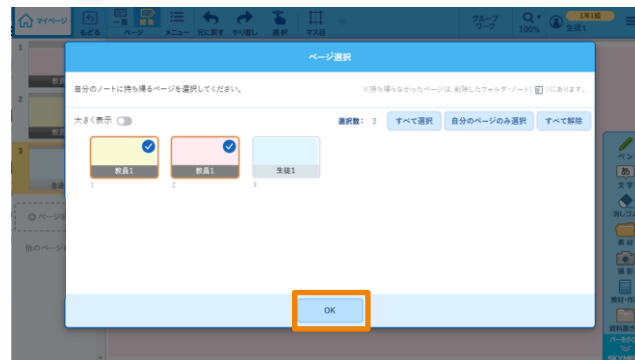 マイページ
もどる
一覧
編集
ページ
メニュー
元に戻す
やり直し
選択
マス目
グループ
ワーク
100%
1年1組
生徒1
ページ選択
自分のノートに持ち帰るページを選択してください。
※持ち帰らなかったページは、削除したフォルダ・ノート( )にあります。
大きく表示
選択数: 3
すべて選択
自分のページのみ選択
すべて解除
教員1
教員1
生徒1
1
2
3
OK
1
2
3
ペン
あ
文字
消しゴム
素材
撮影